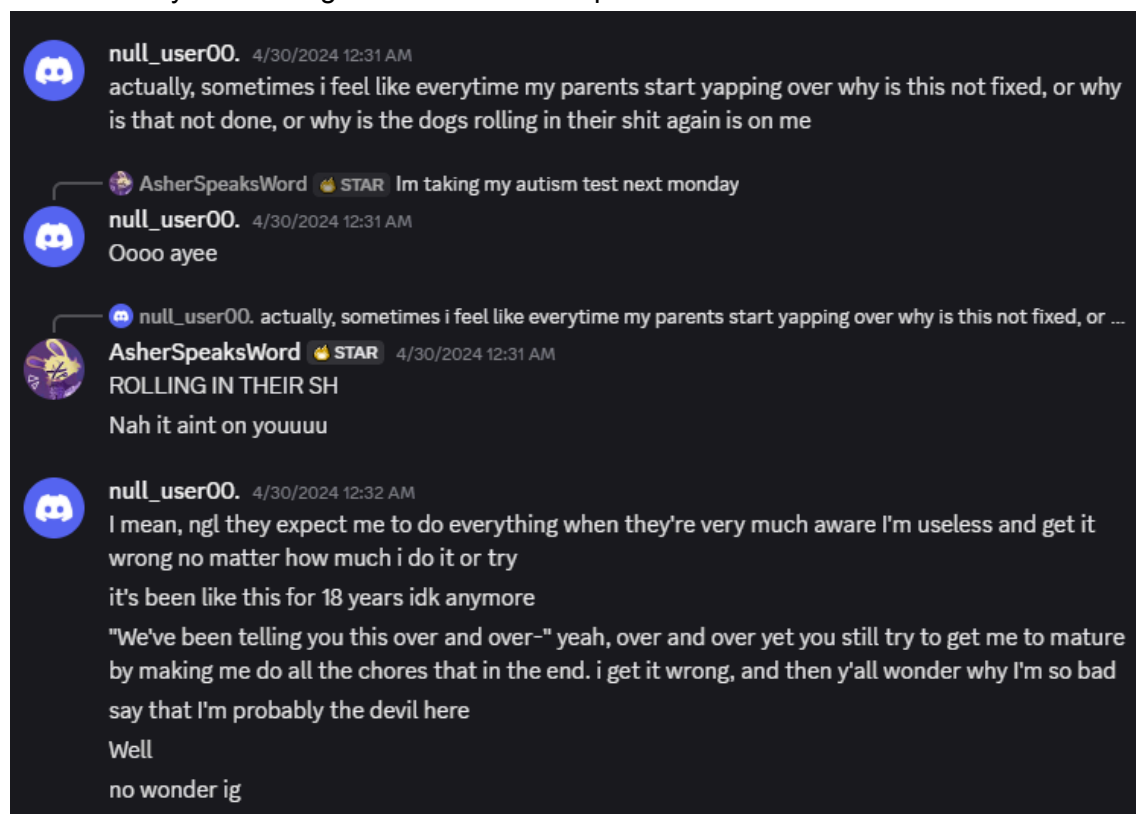 null_user00. 4/30/2024 12:31 AM
actually, sometimes i feel like everytime my parents start yapping over why is this not fixed, or why
is that not done, or why is the dogs rolling in their shit again is on me
AsherSpeaksWord STAR Im taking my autism test next monday
null_user00. 4/30/2024 12:31 AM
Oooo ayee
null_user00. actually, sometimes i feel like everytime my parents start yapping over why is this not fixed, or ...
AsherSpeaksWord STAR 4/30/2024 12:31 AM
ROLLING IN THEIR SH
Nah it aint on youuuu
null_user00. 4/30/2024 12:32 AM
I mean, ngl they expect me to do everything when they're very much aware I'm useless and get it
wrong no matter how much i do it or try
it's been like this for 18 years idk anymore
"We've been telling you this over and over-" yeah, over and over yet you still try to get me to mature
by making me do all the chores that in the end. i get it wrong, and then y'all wonder why I'm so bad
say that I'm probably the devil here
Well
no wonder ig